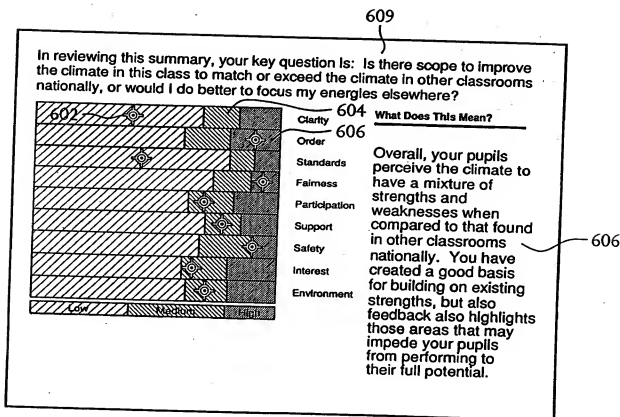 609
In reviewing this summary, your key question is: Is there scope to improve
the climate in this class to match or exceed the climate in other classrooms
nationally, or would I do better to focus my energies elsewhere?
602
604
606
Clarity
Order
Standards
Fairness
Participation
Support
Safety
Interest
Environment
Low
Medium
High
What Does This Mean?
Overall, your pupils
perceive the climate to
have a mixture of
strengths and
weaknesses when
compared to that found
in other classrooms
nationally. You have
created a good basis
for building on existing
strengths, but also
feedback also highlights
those areas that may
impede your pupils
from performing to
their full potential.
606